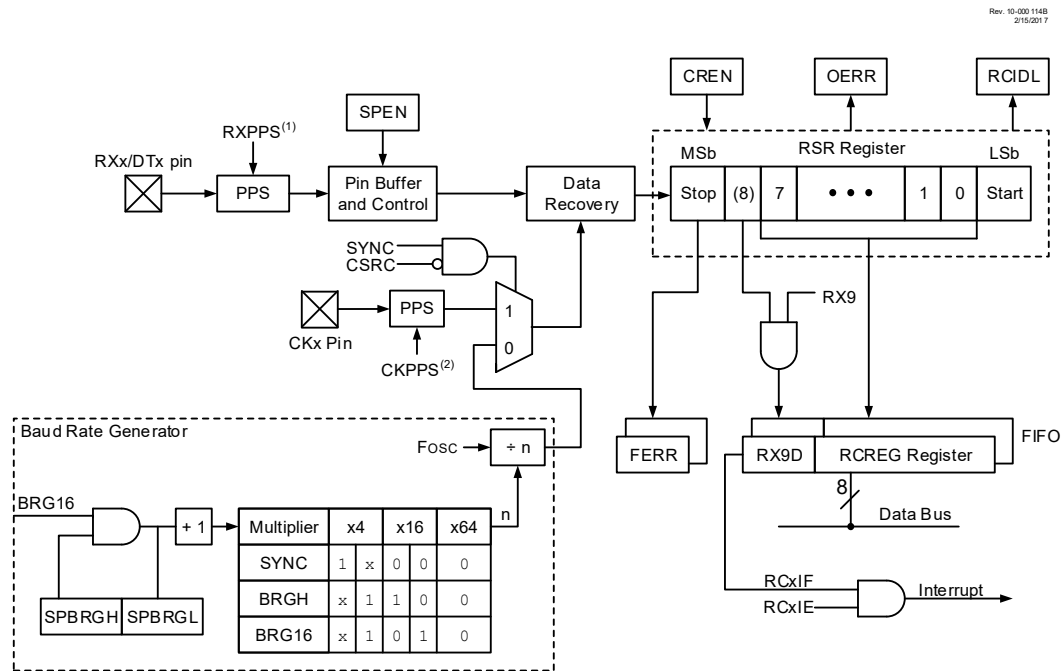 Rev. 10-000 114B
2/15/2017
CREN
OERR
RCIDL
SPEN
RXPPS(1)
RXx/DTx pin
PPS
Pin Buffer
and Control
Data
Recovery
MSb
RSR Register
LSb
Stop (8) 7 ••• 1 0 Start
SYNC
CSRC
RX9
CKx Pin
PPS
CKPPS(2)
1
0
Baud Rate Generator
FOSC
÷ n
n
BRG16
+ 1
SPBRGH SPBRGL
Multiplier x4 x16 x64
SYNC 1 x 0 0 0
BRGH x 1 1 0 0
BRG16 x 1 0 1 0
FERR
RX9D
RCREG Register
FIFO
8
Data Bus
RCxIF
RCxIE
Interrupt